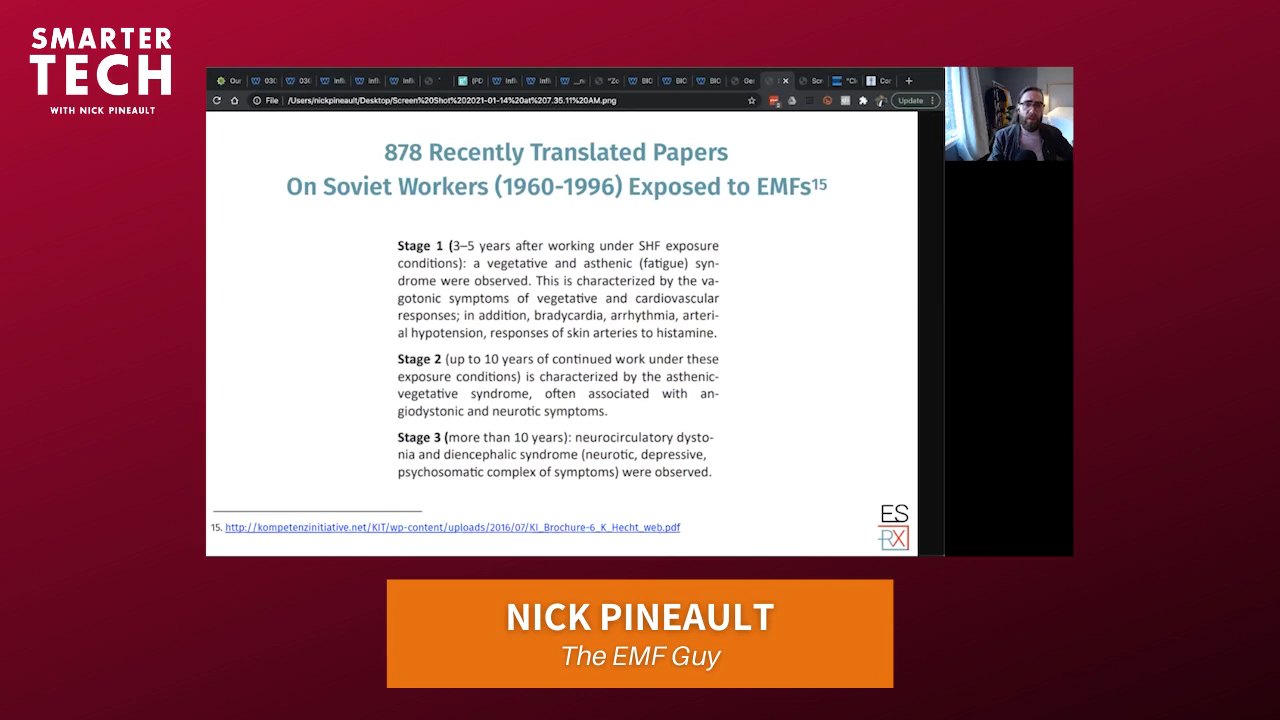 SMARTER
TECH
WITH NICK PINEAULT
File /Users/nickpineault/Desktop/Screen%20Shot%202021-01-14%20at%207.35.11%20AM.png
Update
878 Recently Translated Papers
On Soviet Workers (1960-1996) Exposed to EMFs15
Stage 1 (3–5 years after working under SHF exposure
conditions): a vegetative and asthenic (fatigue) syn-
drome were observed. This is characterized by the va-
gotonic symptoms of vegetative and cardiovascular
responses; in addition, bradycardia, arrhythmia, arteri-
al hypotension, responses of skin arteries to histamine.
Stage 2 (up to 10 years of continued work under these
exposure conditions) is characterized by the asthenic-
vegetative syndrome, often associated with an-
giodystonic and neurotic symptoms.
Stage 3 (more than 10 years): neurocirculatory dysto-
nia and diencephalic syndrome (neurotic, depressive,
psychosomatic complex of symptoms) were observed.
15. http://kompetenzinitiative.net/KIT/wp-content/uploads/2016/07/KI_Brochure-6_K_Hecht_web.pdf
ES
RX
NICK PINEAULT
The EMF Guy